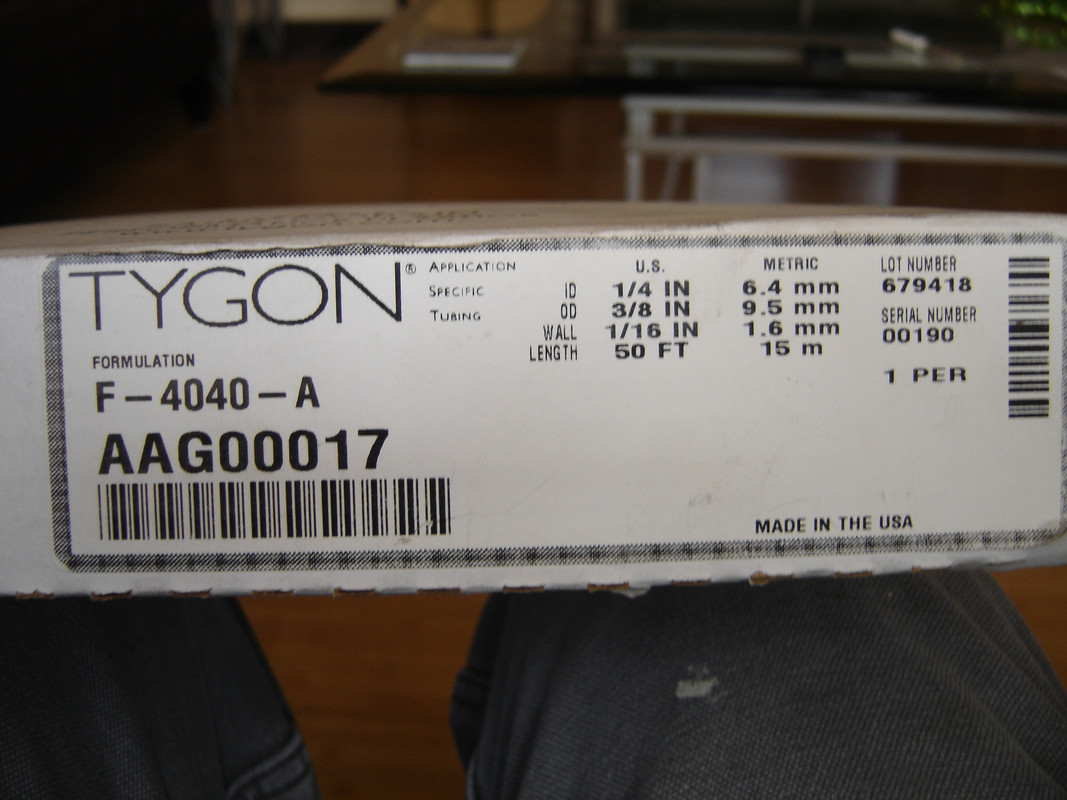 TYGON® APPLICATION SPECIFIC TUBING
FORMULATION
F-4040-A
AAG00017
U.S. METRIC
ID 1/4 IN 6.4 mm
OD 3/8 IN 9.5 mm
WALL 1/16 IN 1.6 mm
LENGTH 50 FT 15 m
LOT NUMBER
679418
SERIAL NUMBER
00190
1 PER
MADE IN THE USA